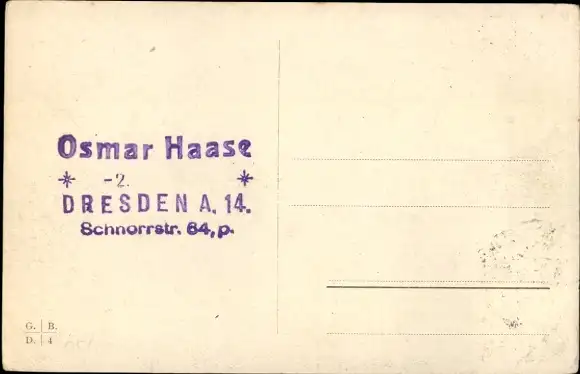 Osmar Haase
* -2. *
DRESDEN A. 14.
Schnorrstr. 64, p.
G. B.
D. 4